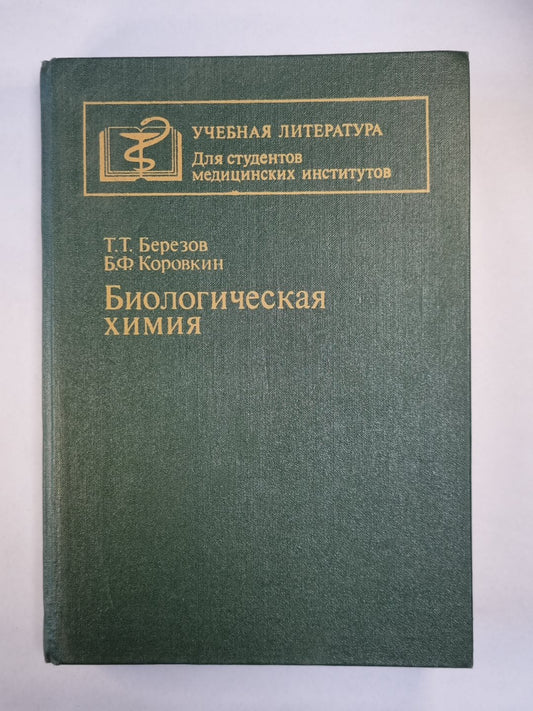 УЧЕБНАЯ ЛИТЕРАТУРА
Для студентов
медицинских институтов
Т.Т. Березов
Б.Ф. Коровкин
Биологическая
химия